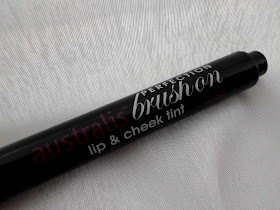 australis
PERFECTION
brush on
lip & cheek tint